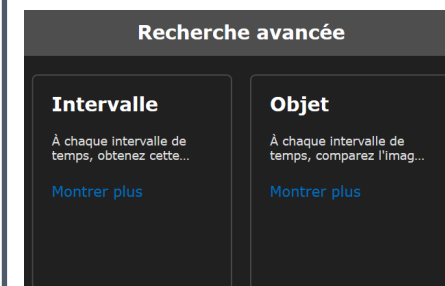 Recherche avancée
Intervalle
À chaque intervalle de
temps, obtenez cette...
Montrer plus
Objet
À chaque intervalle de
temps, comparez l'imag...
Montrer plus